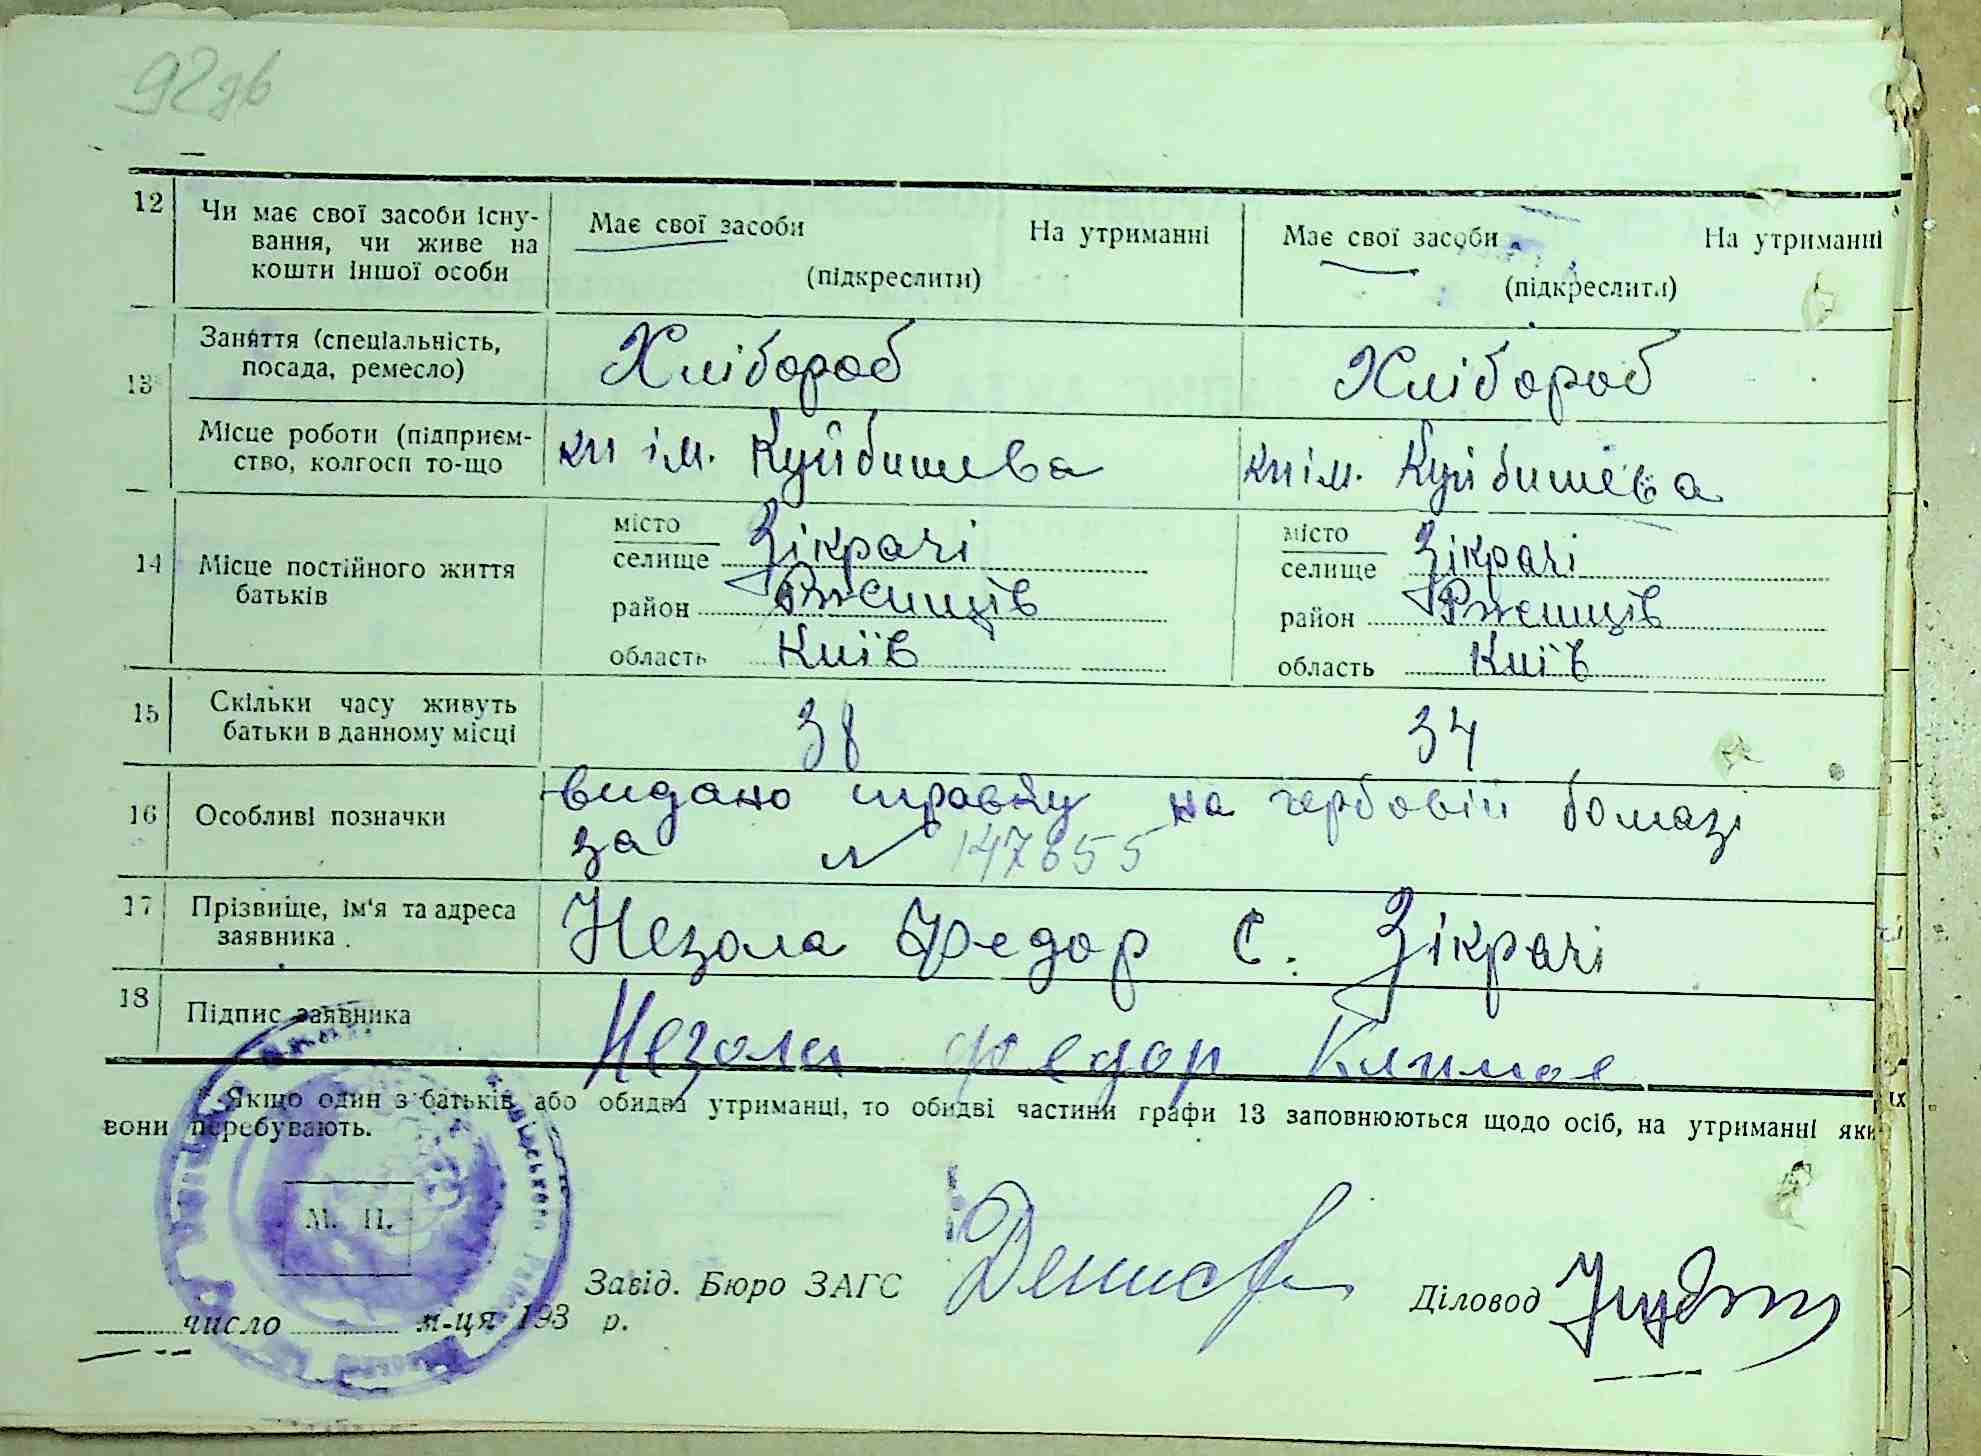 92зв
12 Чи має свої засоби існу- Має свої засоби На утриманні Має свої засоби На утриманні
вання, чи живе на
кошти іншої особи (підкреслити) (підкреслити)
13 Заняття (спеціальність, Хлібороб Хлібороб
посада, ремесло)
Місце роботи (підприєм- кп ім. Куйбишева кп ім. Куйбишева
ство, колгосп то-що
14 Місце постійного життя місто місто
батьків селище Зікрачі селище Зікрачі
район Ржищів район Ржищів
область Київ область Київ
15 Скільки часу живуть 38 34
батьки в данному місці
16 Особливі позначки видано справку на гербовій бомазі
за № 147655
17 Прізвище, ім'я та адреса Незола Федор С. Зікрачі
заявника.
18 Підпис заявника Незола Федор Климов
Якщо один з батьків або обидва утриманці, то обидві частини графи 13 заповнюються щодо осіб, на утриманні яки
вони перебувають.
М. П.
Завід. Бюро ЗАГС Діловод
число м-ця 193 р.